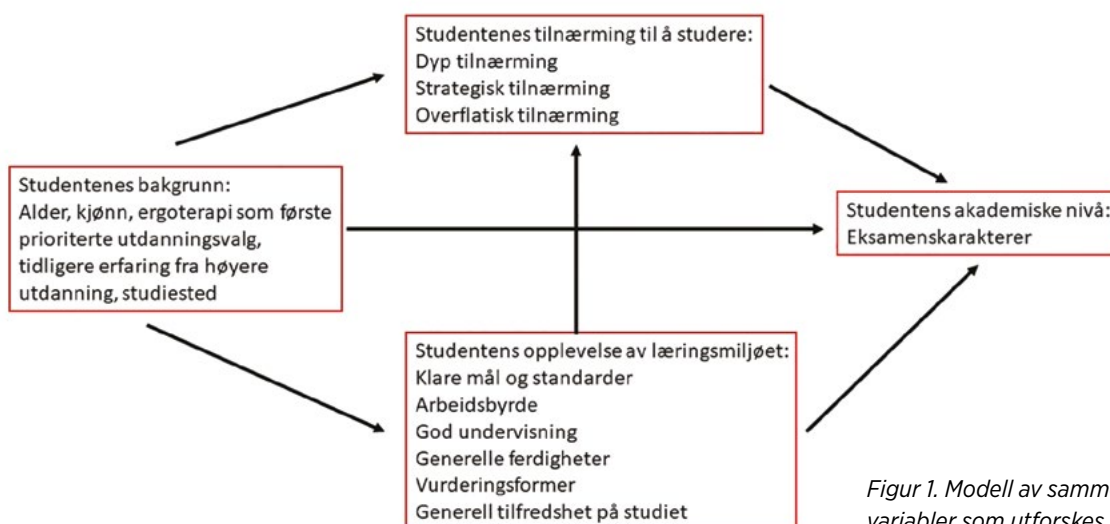 Studentenes tilnærming til å studere:
Dyp tilnærming
Strategisk tilnærming
Overflatisk tilnærming
Studentenes bakgrunn:
Alder, kjønn, ergoterapi som første
prioriterte utdanningsvalg,
tidligere erfaring fra høyere
utdanning, studiested
Studentens akademiske nivå:
Eksamenskarakterer
Studentens opplevelse av læringsmiljøet:
Klare mål og standarder
Arbeidsbyrde
God undervisning
Generelle ferdigheter
Vurderingsformer
Generell tilfredshet på studiet
Figur 1. Modell av
variabler som utforskes